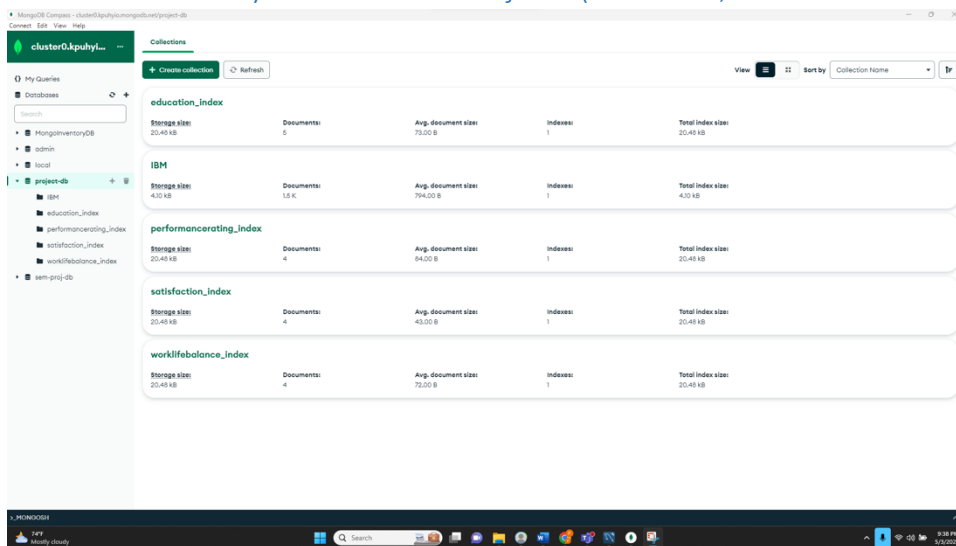 MongoDB Compass - cluster0.kpuhyi.mongodb.net/project-db
Connect Edit View Help
cluster0.kpuhyi... ...
Collections
+ Create collection Refresh View Sort by Collection Name
{} My Queries
Databases
Search
MongoInventoryDB
admin
local
project-db
IBM
education_index
performancerating_index
satisfaction_index
worklifebalance_index
sem-proj-db
education_index
Storage size: Documents: Avg. document size: Indexes: Total index size:
20.48 kB 5 73.00 B 1 20.48 kB
IBM
Storage size: Documents: Avg. document size: Indexes: Total index size:
4.10 kB 1.5 K 794.00 B 1 4.10 kB
performancerating_index
Storage size: Documents: Avg. document size: Indexes: Total index size:
20.48 kB 4 84.00 B 1 20.48 kB
satisfaction_index
Storage size: Documents: Avg. document size: Indexes: Total index size:
20.48 kB 4 43.00 B 1 20.48 kB
worklifebalance_index
Storage size: Documents: Avg. document size: Indexes: Total index size:
20.48 kB 4 72.00 B 1 20.48 kB
>_MONGOSH
74°F
Mostly cloudy
Search
9:38 PM